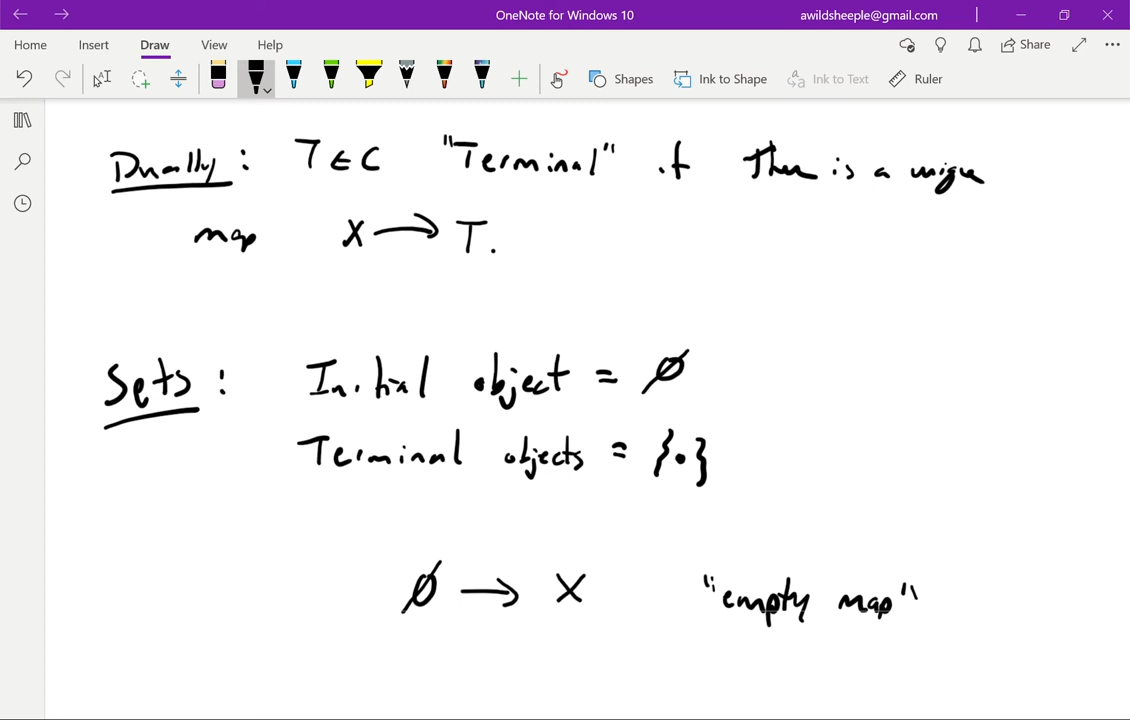 OneNote for Windows 10 awildsheeple@gmail.com
Home Insert Draw View Help Share
Shapes Ink to Shape Ink to Text Ruler
Dually: T ∈ C "Terminal" if there is a unique
map X → T.
Sets: Initial object = ∅
Terminal objects = {•}
∅ → X "empty map"